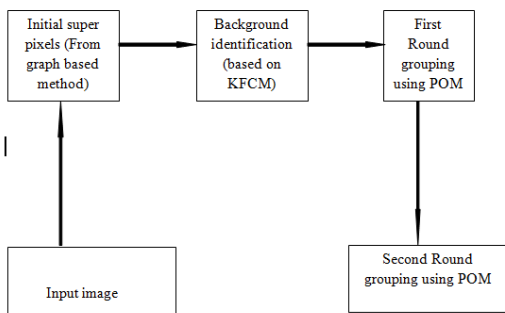 Initial super
pixels (From
graph based
method)
Background
identification
(based on
KFCM)
First
Round
grouping
using POM
Input image
Second Round
grouping using POM